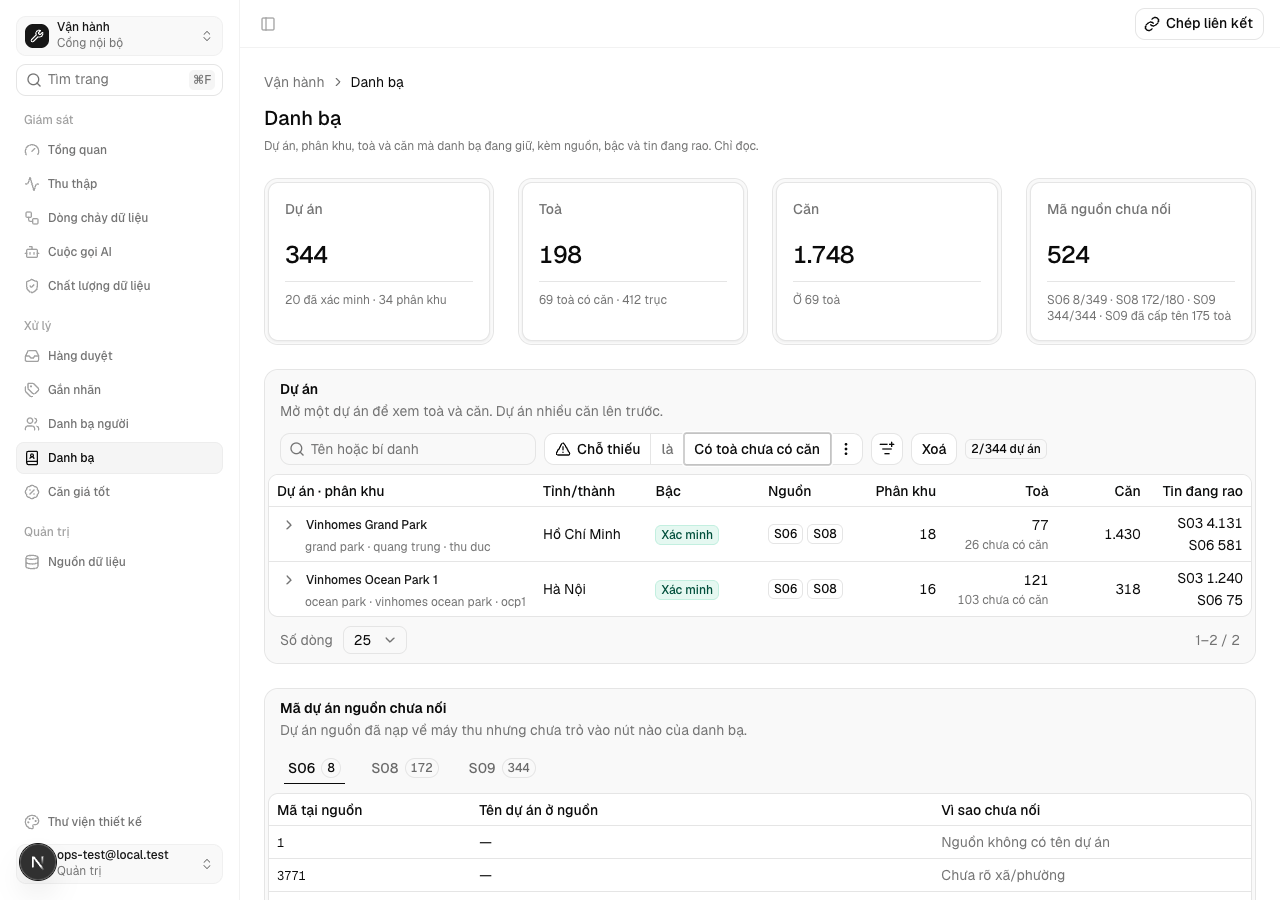 Vận hành
Cổng nội bộ
Tìm trang
⌘F
Giám sát
Tổng quan
Thu thập
Dòng chảy dữ liệu
Cuộc gọi AI
Chất lượng dữ liệu
Xử lý
Hàng duyệt
Gắn nhãn
Danh bạ người
Danh bạ
Căn giá tốt
Quản trị
Nguồn dữ liệu
Thư viện thiết kế
N
ops-test@local.test
Quản trị
Chép liên kết
Vận hành > Danh bạ
Danh bạ
Dự án, phân khu, toà và căn mà danh bạ đang giữ, kèm nguồn, bậc và tin đang rao. Chỉ đọc.
Dự án
344
20 đã xác minh · 34 phân khu
Toà
198
69 toà có căn · 412 trục
Căn
1.748
Ở 69 toà
Mã nguồn chưa nối
524
S06 8/349 · S08 172/180 · S09
344/344 · S09 đã cấp tên 175 toà
Dự án
Mở một dự án để xem toà và căn. Dự án nhiều căn lên trước.
Tên hoặc bí danh
Chỗ thiếu là Có toà chưa có căn
Xoá
2/344 dự án
Dự án · phân khu Tỉnh/thành Bậc Nguồn Phân khu Toà Căn Tin đang rao
Vinhomes Grand Park Hồ Chí Minh Xác minh S06 S08 18 77 1.430 S03 4.131
grand park · quang trung · thu duc 26 chưa có căn S06 581
Vinhomes Ocean Park 1 Hà Nội Xác minh S06 S08 16 121 318 S03 1.240
ocean park · vinhomes ocean park · ocp1 103 chưa có căn S06 75
Số dòng 25 1–2 / 2
Mã dự án nguồn chưa nối
Dự án nguồn đã nạp về máy thu nhưng chưa trỏ vào nút nào của danh bạ.
S06 8 S08 172 S09 344
Mã tại nguồn Tên dự án ở nguồn Vì sao chưa nối
1 — Nguồn không có tên dự án
3771 — Chưa rõ xã/phường